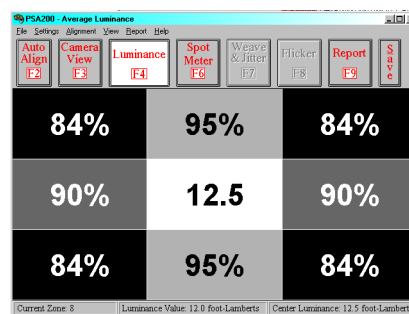 PSA200 - Average Luminance
File Settings Alignment View Report Help
Auto Align F2
Camera View F3
Luminance F4
Spot Meter F6
Weave & Jitter F7
Flicker F8
Report F9
Save
84% 95% 84%
90% 12.5 90%
84% 95% 84%
Current Zone: 8 Luminance Value: 12.0 foot-Lamberts Center Luminance: 12.5 foot-Lambert